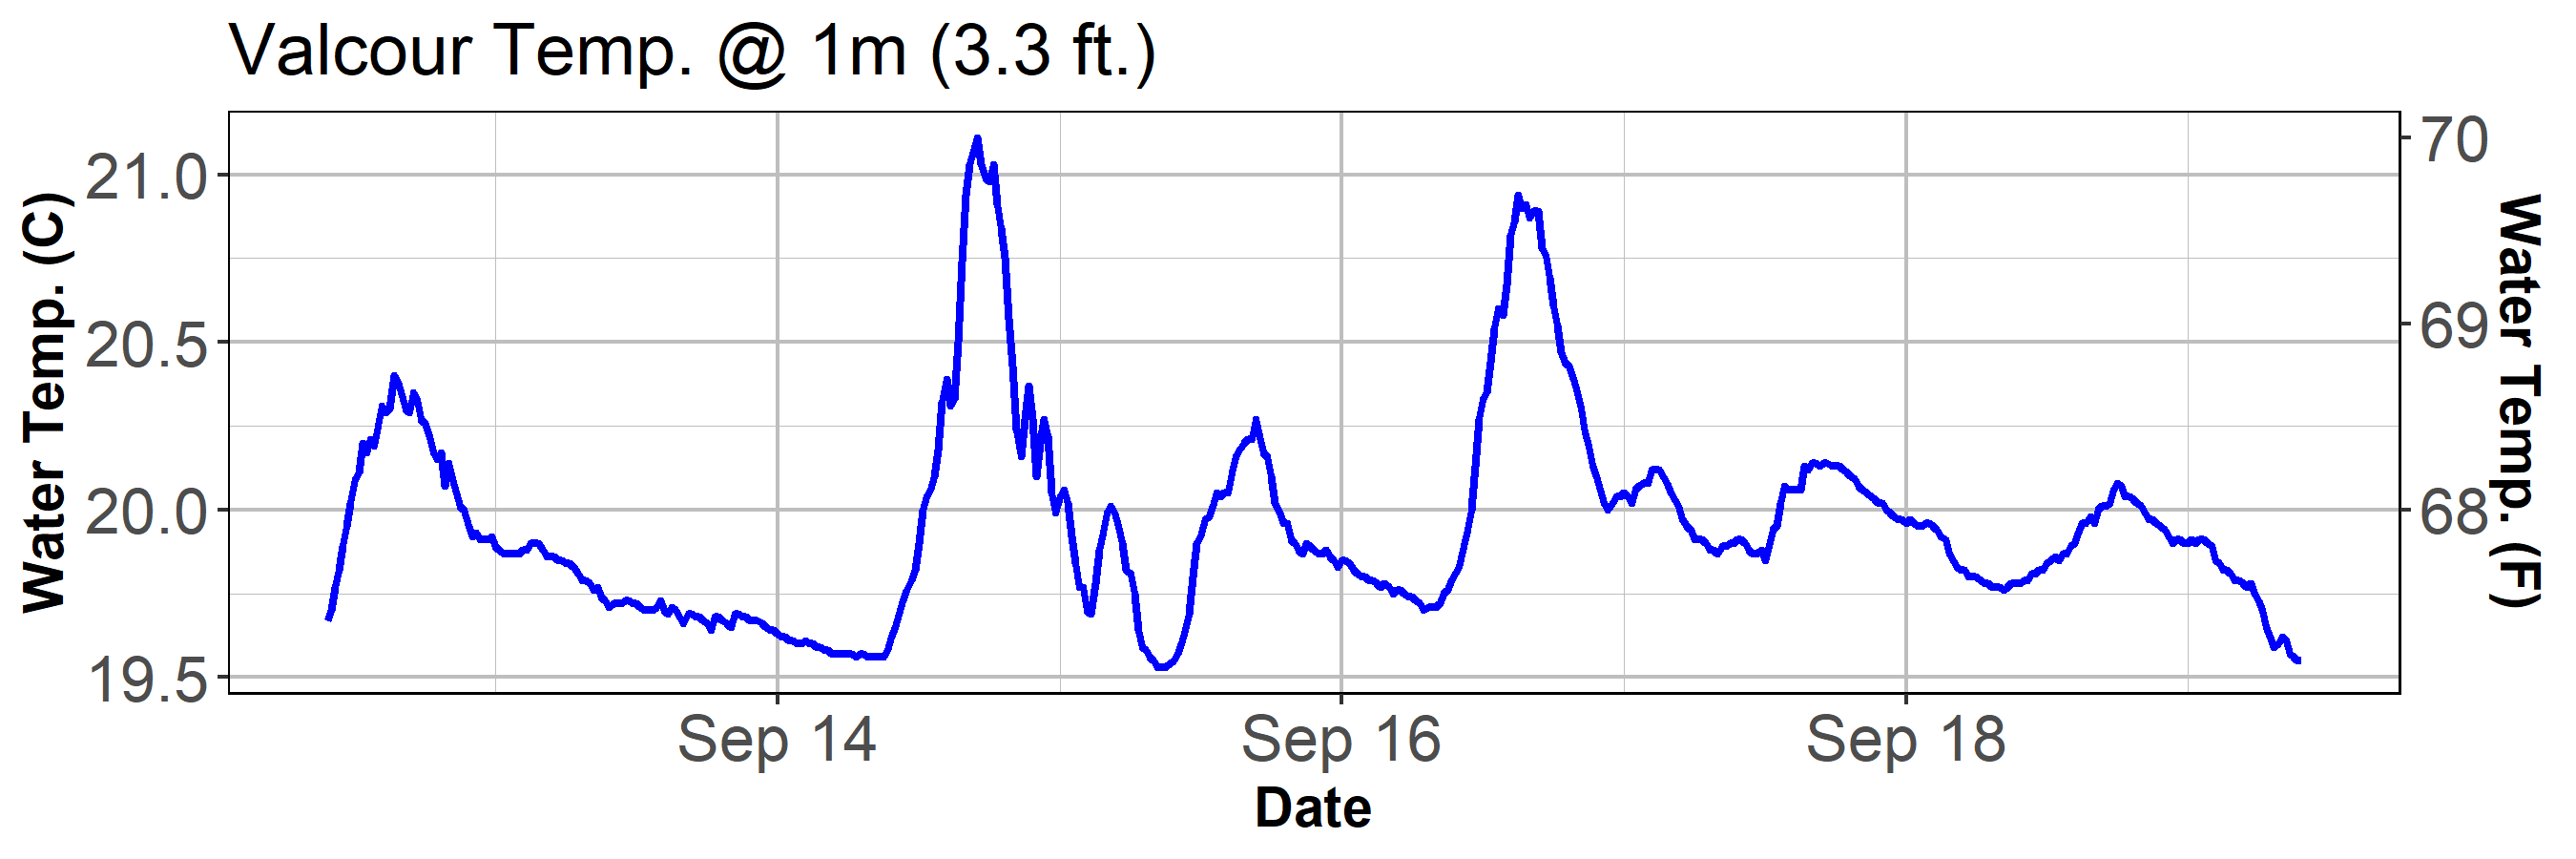 Valcour Temp. @ 1m (3.3 ft.)
Water Temp. (C)
21.0
20.5
20.0
19.5
70
69
68
Water Temp. (F)
Sep 14
Sep 16
Sep 18
Date